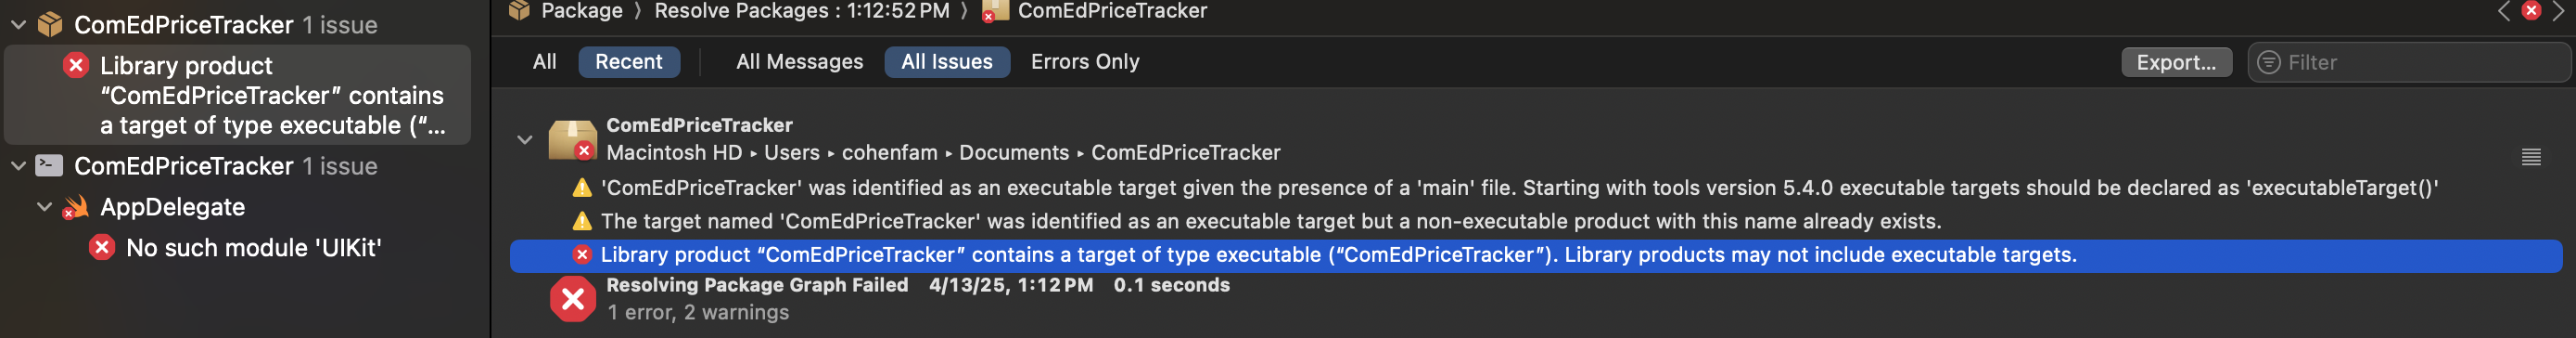 ComEdPriceTracker 1 issue
Library product
“ComEdPriceTracker” contains
a target of type executable (“...
ComEdPriceTracker 1 issue
AppDelegate
No such module 'UIKit'
Package 〉 Resolve Packages : 1:12:52 PM 〉 ComEdPriceTracker
All Recent All Messages All Issues Errors Only Export... Filter
ComEdPriceTracker
Macintosh HD ▸ Users ▸ cohenfam ▸ Documents ▸ ComEdPriceTracker
'ComEdPriceTracker' was identified as an executable target given the presence of a 'main' file. Starting with tools version 5.4.0 executable targets should be declared as 'executableTarget()'
The target named 'ComEdPriceTracker' was identified as an executable target but a non-executable product with this name already exists.
Library product “ComEdPriceTracker” contains a target of type executable (“ComEdPriceTracker”). Library products may not include executable targets.
Resolving Package Graph Failed 4/13/25, 1:12 PM 0.1 seconds
1 error, 2 warnings